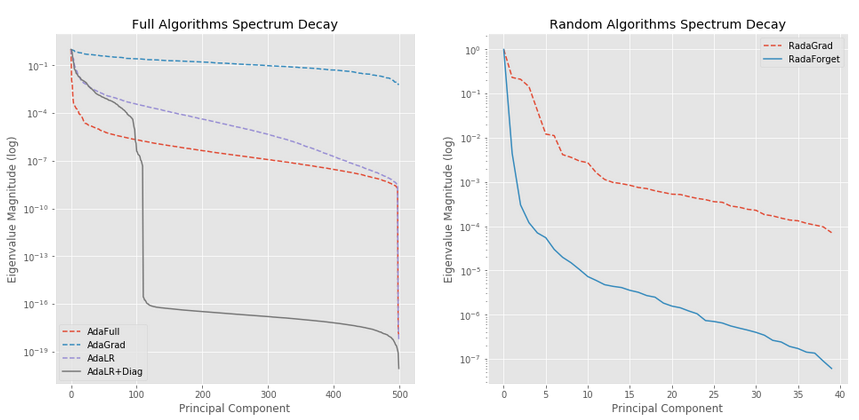 Full Algorithms Spectrum Decay
Eigenvalue Magnitude (log)
10⁻¹
10⁻⁴
10⁻⁷
10⁻¹⁰
10⁻¹³
10⁻¹⁶
10⁻¹⁹
AdaFull
AdaGrad
AdaLR
AdaLR+Diag
0 100 200 300 400 500
Principal Component
Random Algorithms Spectrum Decay
Eigenvalue Magnitude (log)
10⁰
10⁻¹
10⁻²
10⁻³
10⁻⁴
10⁻⁵
10⁻⁶
10⁻⁷
RadaGrad
RadaForget
0 5 10 15 20 25 30 35 40
Principal Component